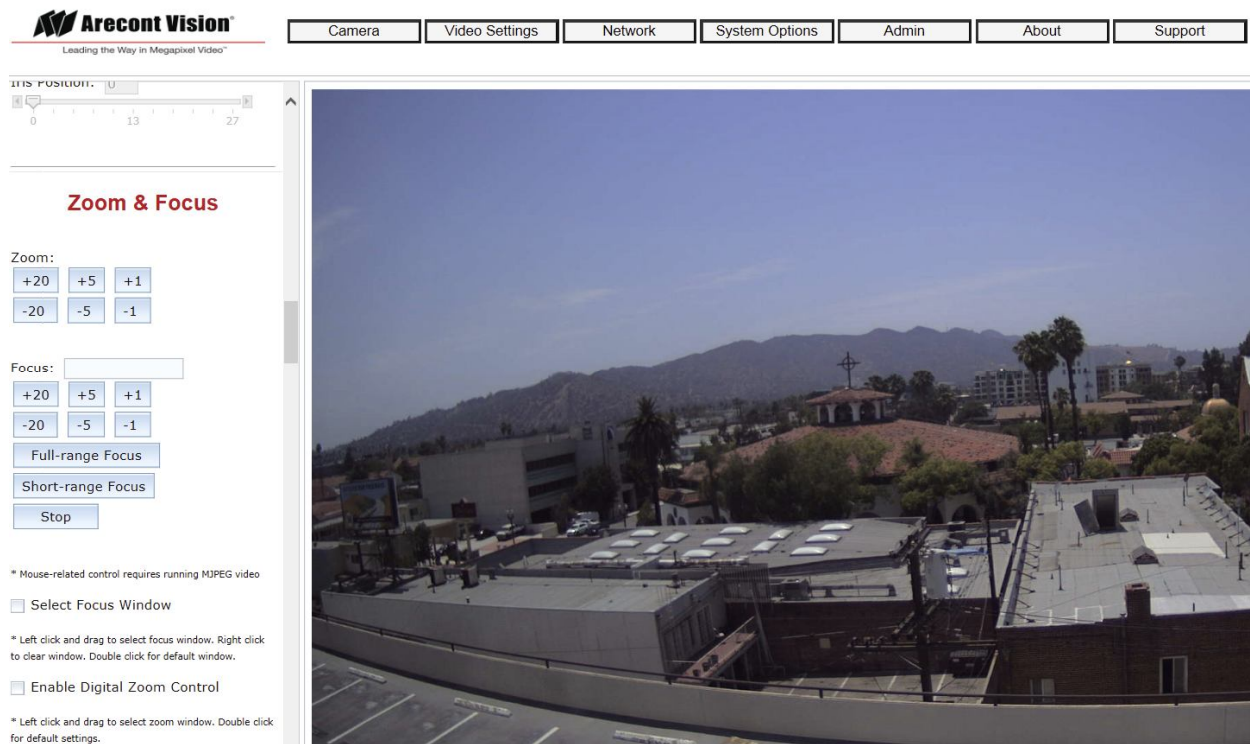 Arecont Vision®
Leading the Way in Megapixel Video™
Camera
Video Settings
Network
System Options
Admin
About
Support
Iris Position: 0
0 13 27
Zoom & Focus
Zoom:
+20 +5 +1
-20 -5 -1
Focus:
+20 +5 +1
-20 -5 -1
Full-range Focus
Short-range Focus
Stop
* Mouse-related control requires running MJPEG video
Select Focus Window
* Left click and drag to select focus window. Right click
to clear window. Double click for default window.
Enable Digital Zoom Control
* Left click and drag to select zoom window. Double click
for default settings.